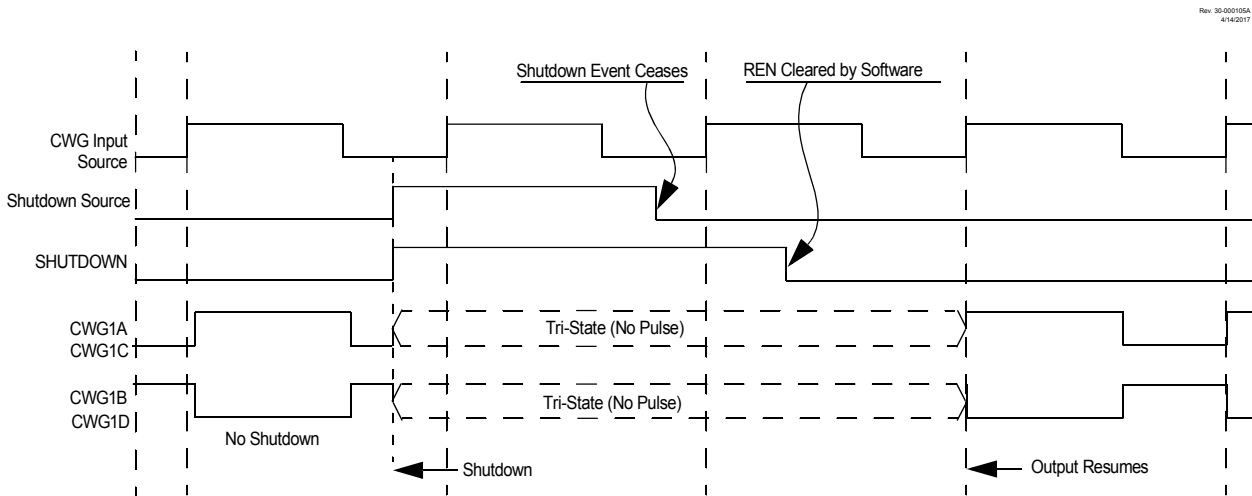 Rev. 30-000105A
4/14/2017
Shutdown Event Ceases
REN Cleared by Software
CWG Input
Source
Shutdown Source
SHUTDOWN
CWG1A
CWG1C
Tri-State (No Pulse)
CWG1B
CWG1D
Tri-State (No Pulse)
No Shutdown
Shutdown
Output Resumes